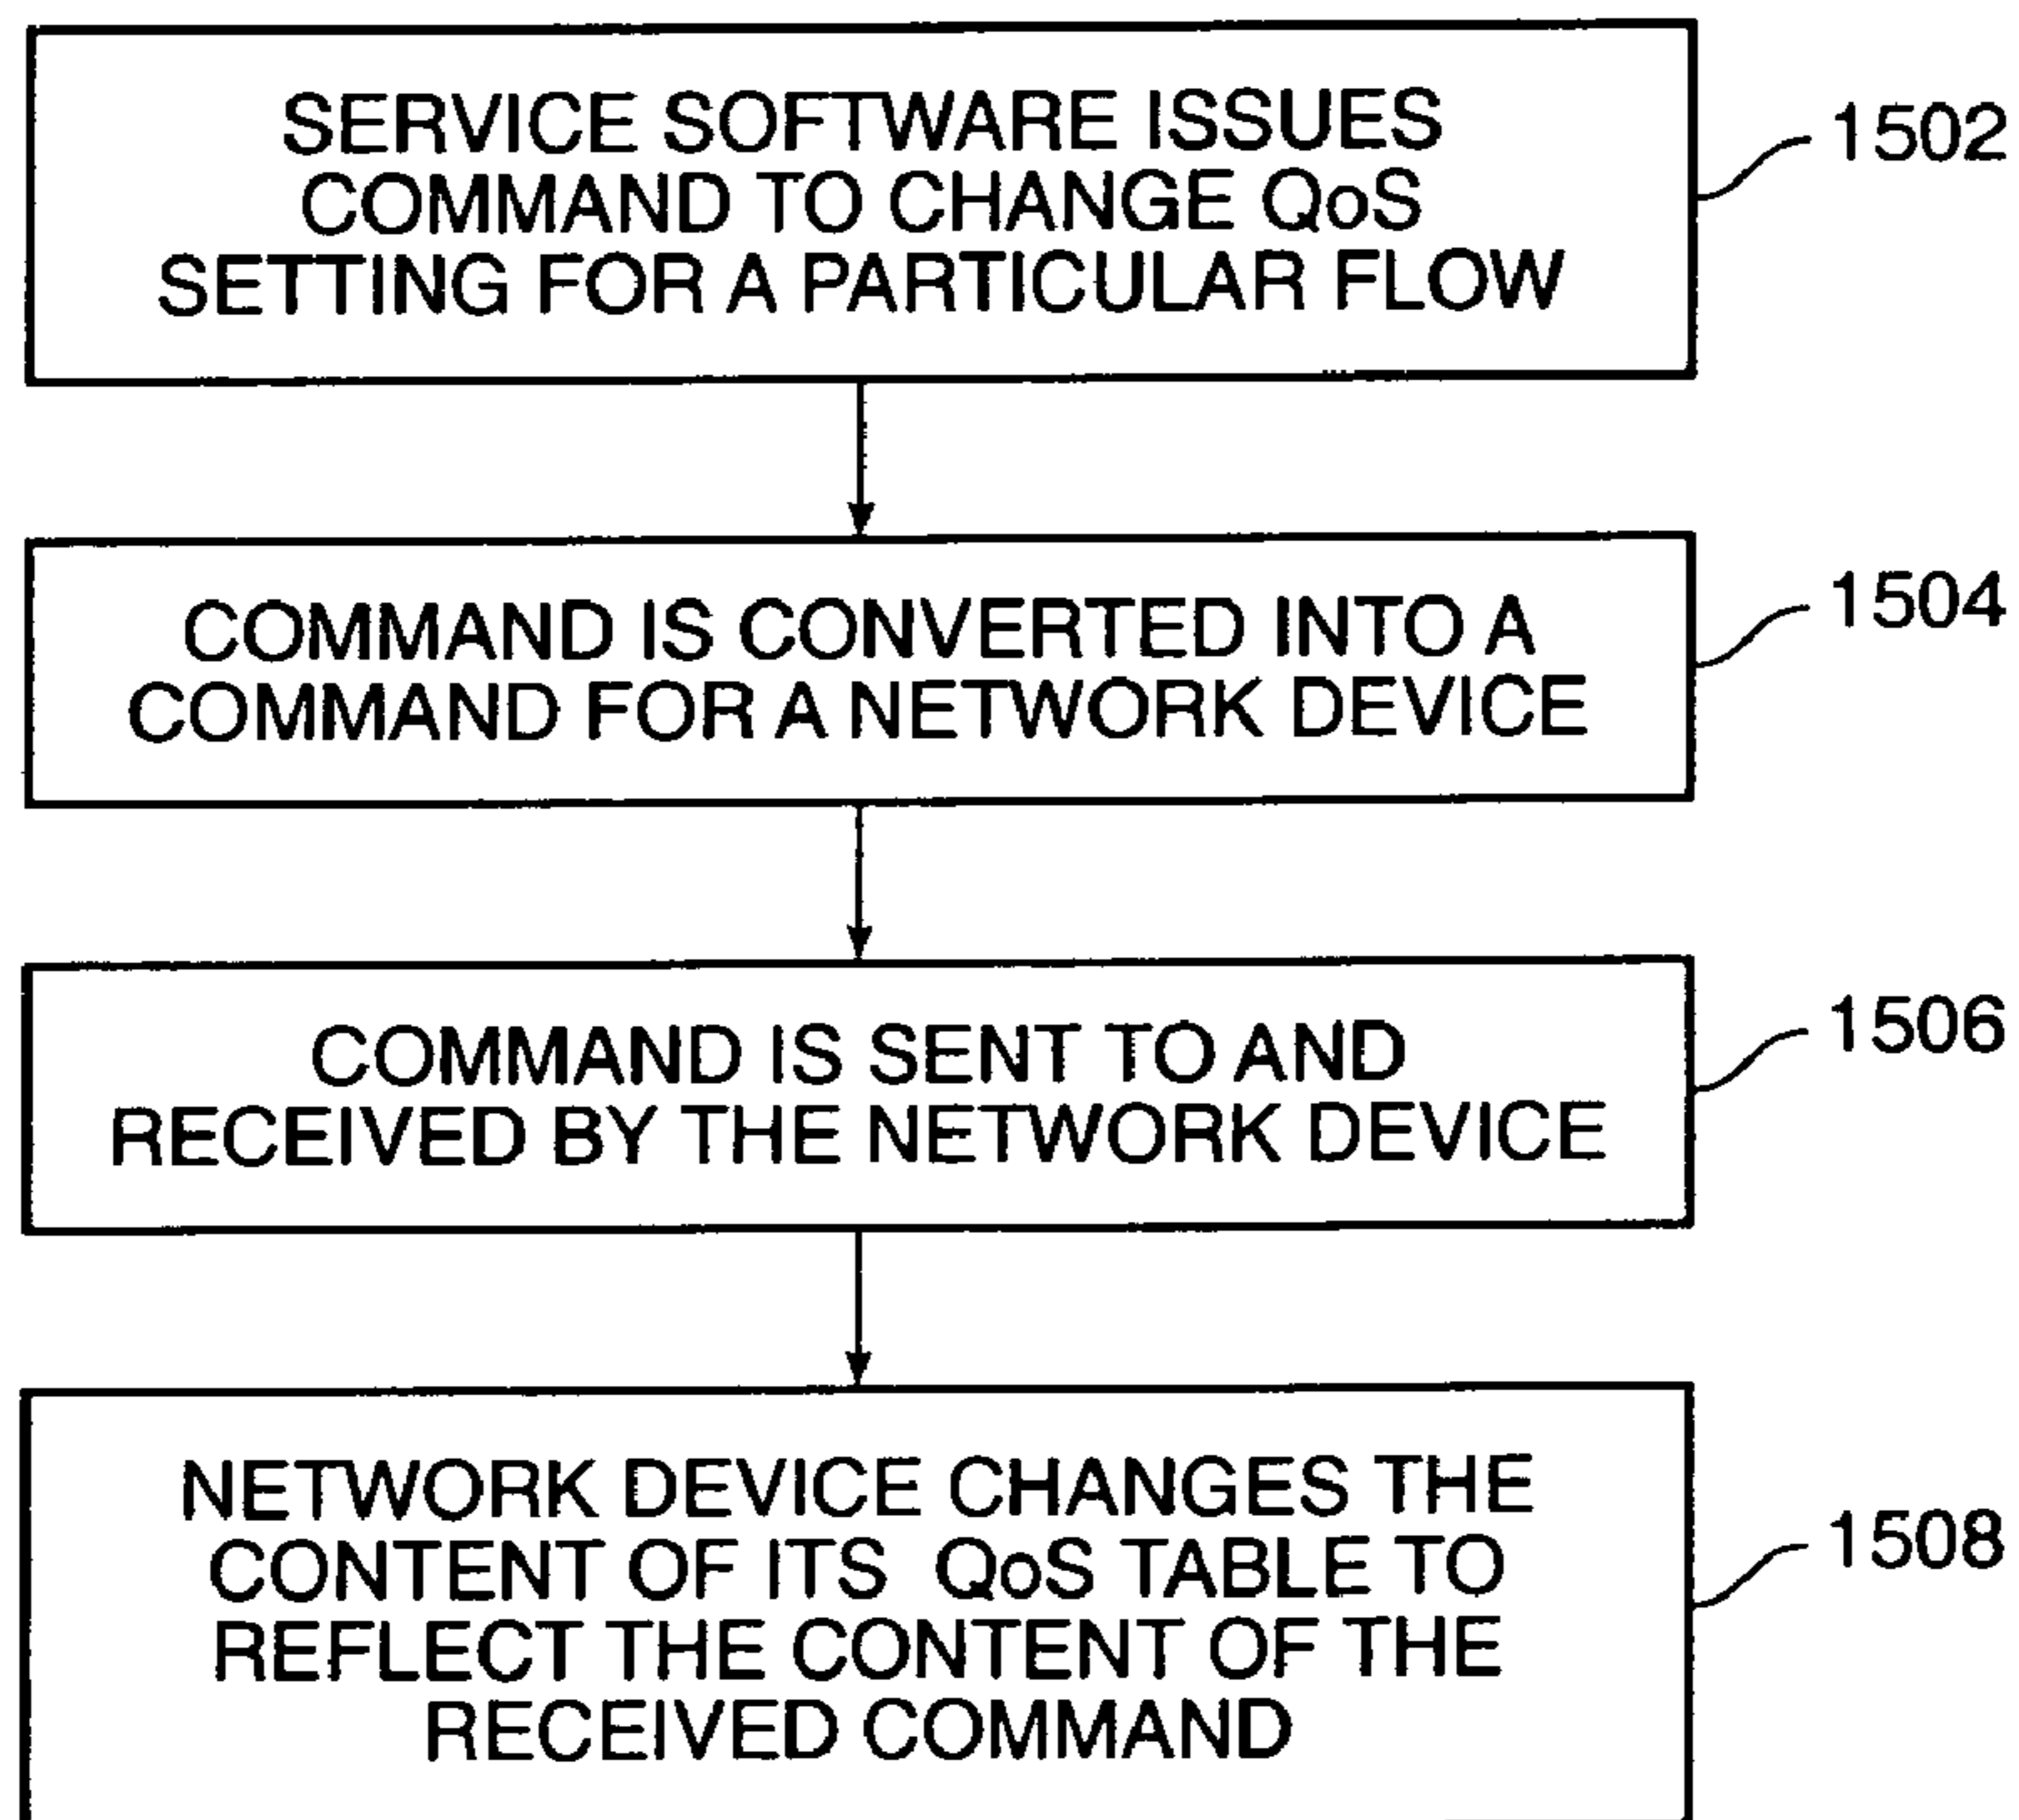 SERVICE SOFTWARE ISSUES
COMMAND TO CHANGE QoS
SETTING FOR A PARTICULAR FLOW
1502
COMMAND IS CONVERTED INTO A
COMMAND FOR A NETWORK DEVICE
1504
COMMAND IS SENT TO AND
RECEIVED BY THE NETWORK DEVICE
1506
NETWORK DEVICE CHANGES THE
CONTENT OF ITS QoS TABLE TO
REFLECT THE CONTENT OF THE
RECEIVED COMMAND
1508